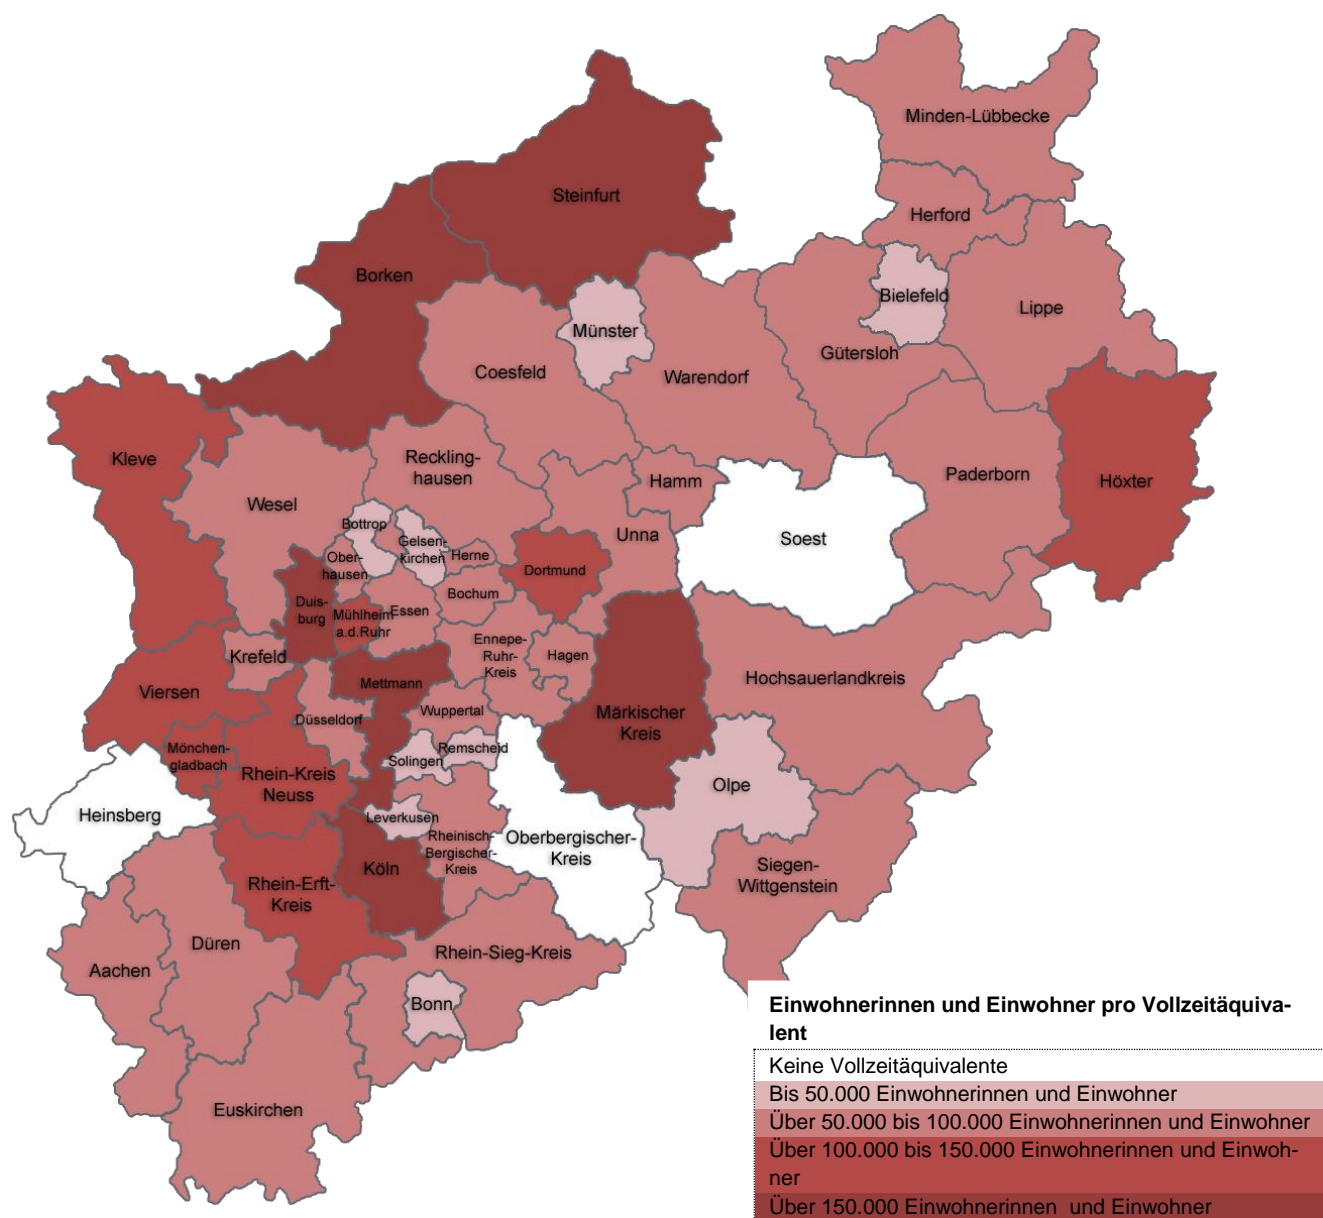 Minden-Lübbecke
Steinfurt
Herford
Borken
Bielefeld
Lippe
Münster
Gütersloh
Coesfeld
Warendorf
Kleve
Reckling-
hausen
Hamm
Paderborn
Höxter
Wesel
Bottrop
Gelsen-
kirchen
Unna
Soest
Ober-
hausen
Herne
Dortmund
Duis-
burg
Mühlheim
a.d.Ruhr
Essen
Bochum
Krefeld
Ennepe-
Ruhr-
Kreis
Hagen
Hochsauerlandkreis
Viersen
Mettmann
Düsseldorf
Wuppertal
Märkischer
Kreis
Mönchen-
gladbach
Rhein-Kreis
Neuss
Solingen
Remscheid
Olpe
Heinsberg
Leverkusen
Rheinisch-
Bergischer-
Kreis
Oberbergischer-
Kreis
Köln
Siegen-
Wittgenstein
Rhein-Erft-
Kreis
Düren
Rhein-Sieg-Kreis
Aachen
Bonn
Euskirchen
Einwohnerinnen und Einwohner pro Vollzeitäquiva-
lent
Keine Vollzeitäquivalente
Bis 50.000 Einwohnerinnen und Einwohner
Über 50.000 bis 100.000 Einwohnerinnen und Einwohner
Über 100.000 bis 150.000 Einwohnerinnen und Einwoh-
ner
Über 150.000 Einwohnerinnen und Einwohner